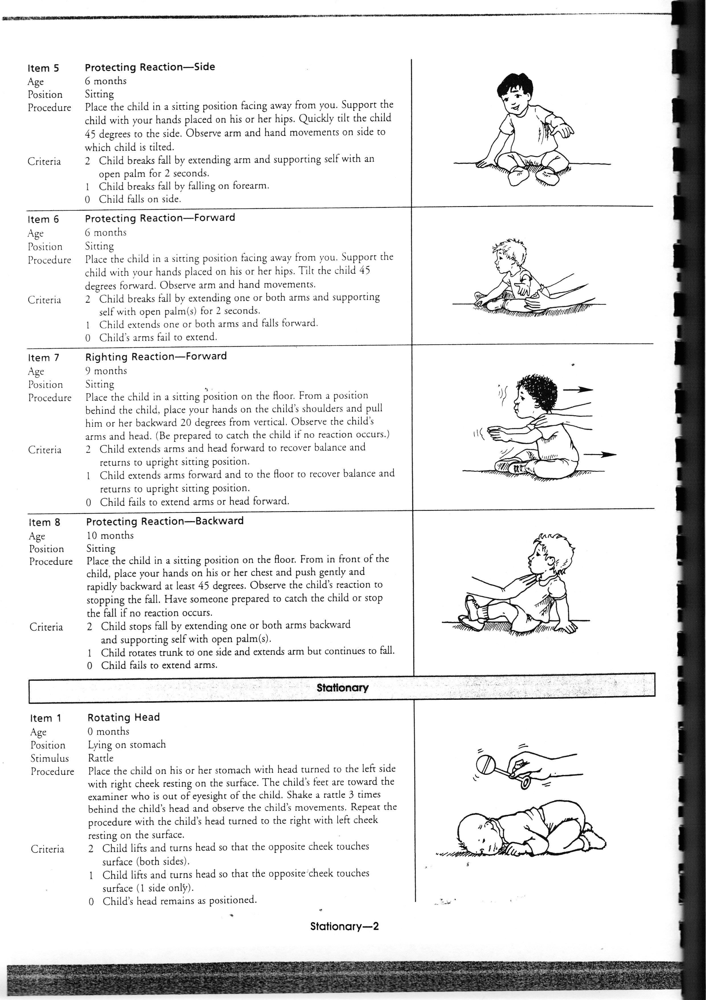 Item 5 Protecting Reaction—Side
Age 6 months
Position Sitting
Procedure Place the child in a sitting position facing away from you. Support the
child with your hands placed on his or her hips. Quickly tilt the child
45 degrees to the side. Observe arm and hand movements on side to
which child is tilted.
Criteria 2 Child breaks fall by extending arm and supporting self with an
open palm for 2 seconds.
1 Child breaks fall by falling on forearm.
0 Child falls on side.
Item 6 Protecting Reaction—Forward
Age 6 months
Position Sitting
Procedure Place the child in a sitting position facing away from you. Support the
child with your hands placed on his or her hips. Tilt the child 45
degrees forward. Observe arm and hand movements.
Criteria 2 Child breaks fall by extending one or both arms and supporting
self with open palm(s) for 2 seconds.
1 Child extends one or both arms and falls forward.
0 Child's arms fail to extend.
Item 7 Righting Reaction—Forward
Age 9 months
Position Sitting
Procedure Place the child in a sitting position on the floor. From a position
behind the child, place your hands on the child's shoulders and pull
him or her backward 20 degrees from vertical. Observe the child's
arms and head. (Be prepared to catch the child if no reaction occurs.)
Criteria 2 Child extends arms and head forward to recover balance and
returns to upright sitting position.
1 Child extends arms forward and to the floor to recover balance and
returns to upright sitting position.
0 Child fails to extend arms or head forward.
Item 8 Protecting Reaction—Backward
Age 10 months
Position Sitting
Procedure Place the child in a sitting position on the floor. From in front of the
child, place your hands on his or her chest and push gently and
rapidly backward at least 45 degrees. Observe the child's reaction to
stopping the fall. Have someone prepared to catch the child or stop
the fall if no reaction occurs.
Criteria 2 Child stops fall by extending one or both arms backward
and supporting self with open palm(s).
1 Child rotates trunk to one side and extends arm but continues to fall.
0 Child fails to extend arms.
Stationary
Item 1 Rotating Head
Age 0 months
Position Lying on stomach
Stimulus Rattle
Procedure Place the child on his or her stomach with head turned to the left side
with right cheek resting on the surface. The child's feet are toward the
examiner who is out of eyesight of the child. Shake a rattle 3 times
behind the child's head and observe the child's movements. Repeat the
procedure with the child's head turned to the right with left cheek
resting on the surface.
Criteria 2 Child lifts and turns head so that the opposite cheek touches
surface (both sides).
1 Child lifts and turns head so that the opposite cheek touches
surface (1 side only).
0 Child's head remains as positioned.
Stationary—2